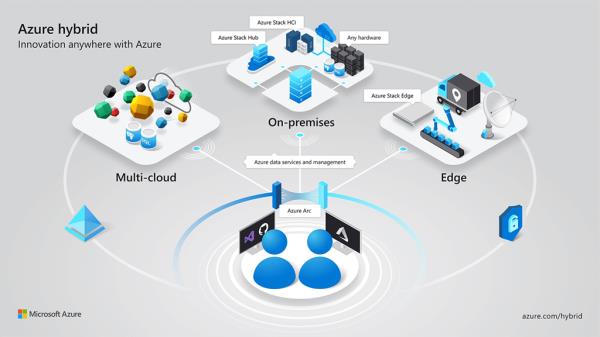 Azure hybrid
Innovation anywhere with Azure
Azure Stack HCI
Azure Stack Hub
Any hardware
Azure Stack Edge
On-premises
Azure data services and management
Multi-cloud
Edge
Azure Arc
Microsoft Azure
azure.com/hybrid